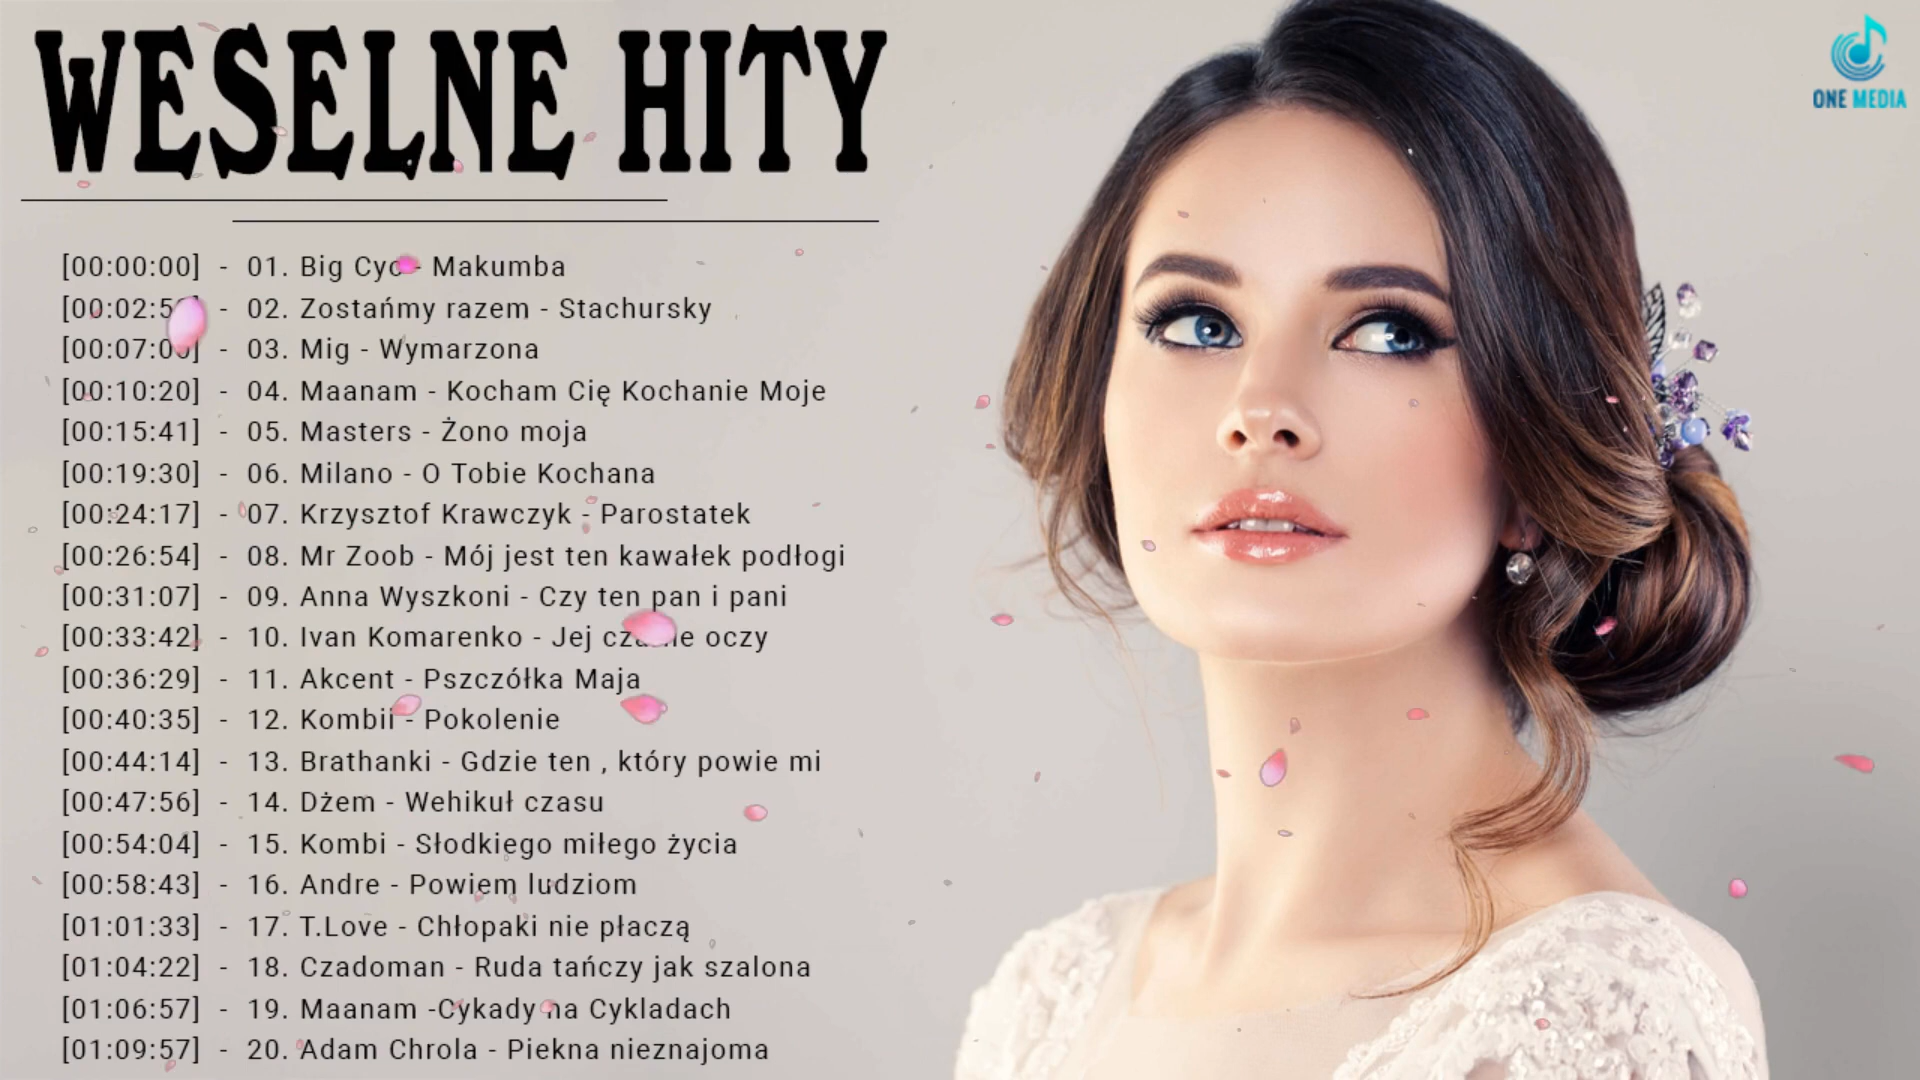 WESELNE HITY
ONE MEDIA
[00:00:00] - 01. Big Cyc - Makumba
- 02. Zostańmy razem - Stachursky
- 03. Mig - Wymarzona
[00:10:20] - 04. Maanam - Kocham Cię Kochanie Moje
[00:15:41] - 05. Masters - Żono moja
[00:19:30] - 06. Milano - O Tobie Kochana
[00:24:17] - 07. Krzysztof Krawczyk - Parostatek
[00:26:54] - 08. Mr Zoob - Mój jest ten kawałek podłogi
[00:31:07] - 09. Anna Wyszkoni - Czy ten pan i pani
[00:33:42] - 10. Ivan Komarenko - Jej oczy
[00:36:29] - 11. Akcent - Pszczółka Maja
[00:40:35] - 12. Kombii - Pokolenie
[00:44:14] - 13. Brathanki - Gdzie ten , który powie mi
[00:47:56] - 14. Dżem - Wehikuł czasu
[00:54:04] - 15. Kombi - Słodkiego miłego życia
[00:58:43] - 16. Andre - Powiem ludziom
[01:01:33] - 17. T.Love - Chłopaki nie płaczą
[01:04:22] - 18. Czadoman - Ruda tańczy jak szalona
[01:06:57] - 19. Maanam -Cykady na Cykladach
[01:09:57] - 20. Adam Chrola - Piekna nieznajoma